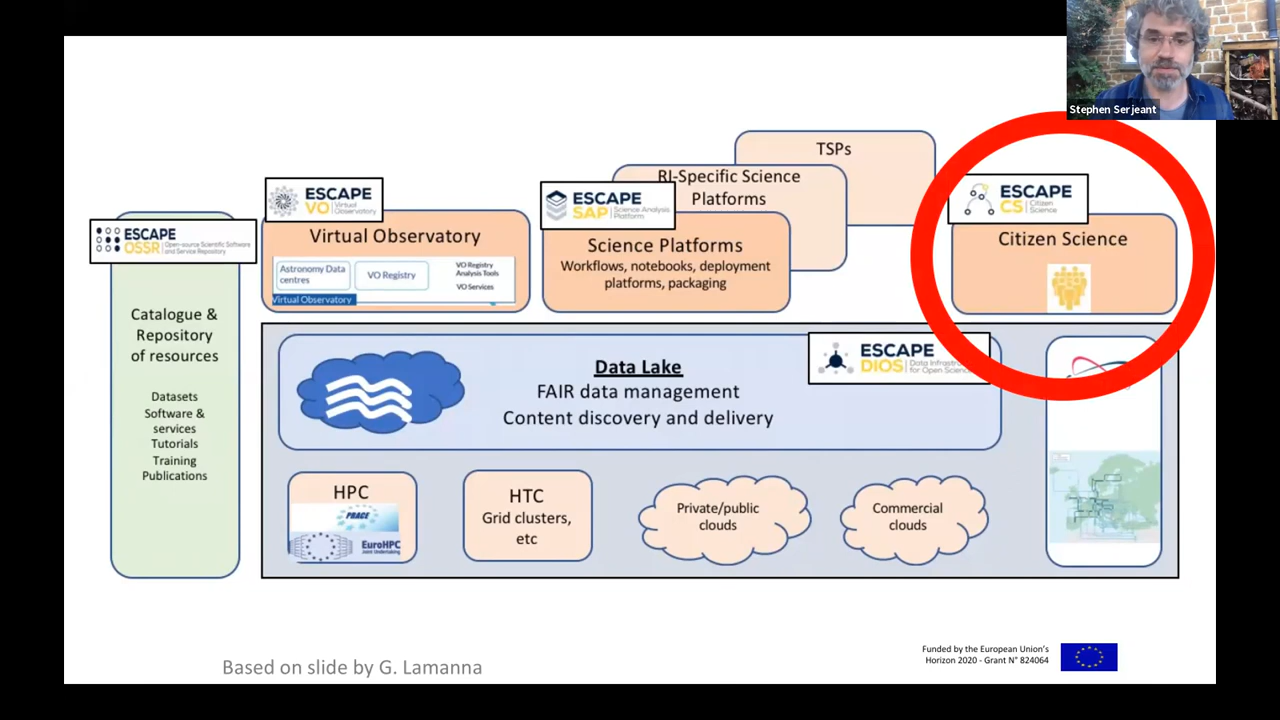 Stephen Serjeant
TSPs
RI-Specific Science
Platforms
ESCAPE
CS
Citizen
Science
Citizen Science
ESCAPE
SAP
Science Analysis
Platform
Science Platforms
Workflows, notebooks, deployment
platforms, packaging
ESCAPE
VO
Virtual
Observatory
Virtual Observatory
Astronomy Data
centres
VO Registry
VO Registry
Analysis Tools
VO Services
Virtual Observatory
ESCAPE
OSSR
Open-source Scientific Software
and Service Repository
Catalogue &
Repository
of resources
Datasets
Software &
services
Tutorials
Training
Publications
ESCAPE
DIOS
Data Infrastr
for Open Scien
Data Lake
FAIR data management
Content discovery and delivery
HPC
PRACE
EuroHPC
Joint Undertaking
HTC
Grid clusters,
etc
Private/public
clouds
Commercial
clouds
Based on slide by G. Lamanna
Funded by the European Union's
Horizon 2020 - Grant N° 824064